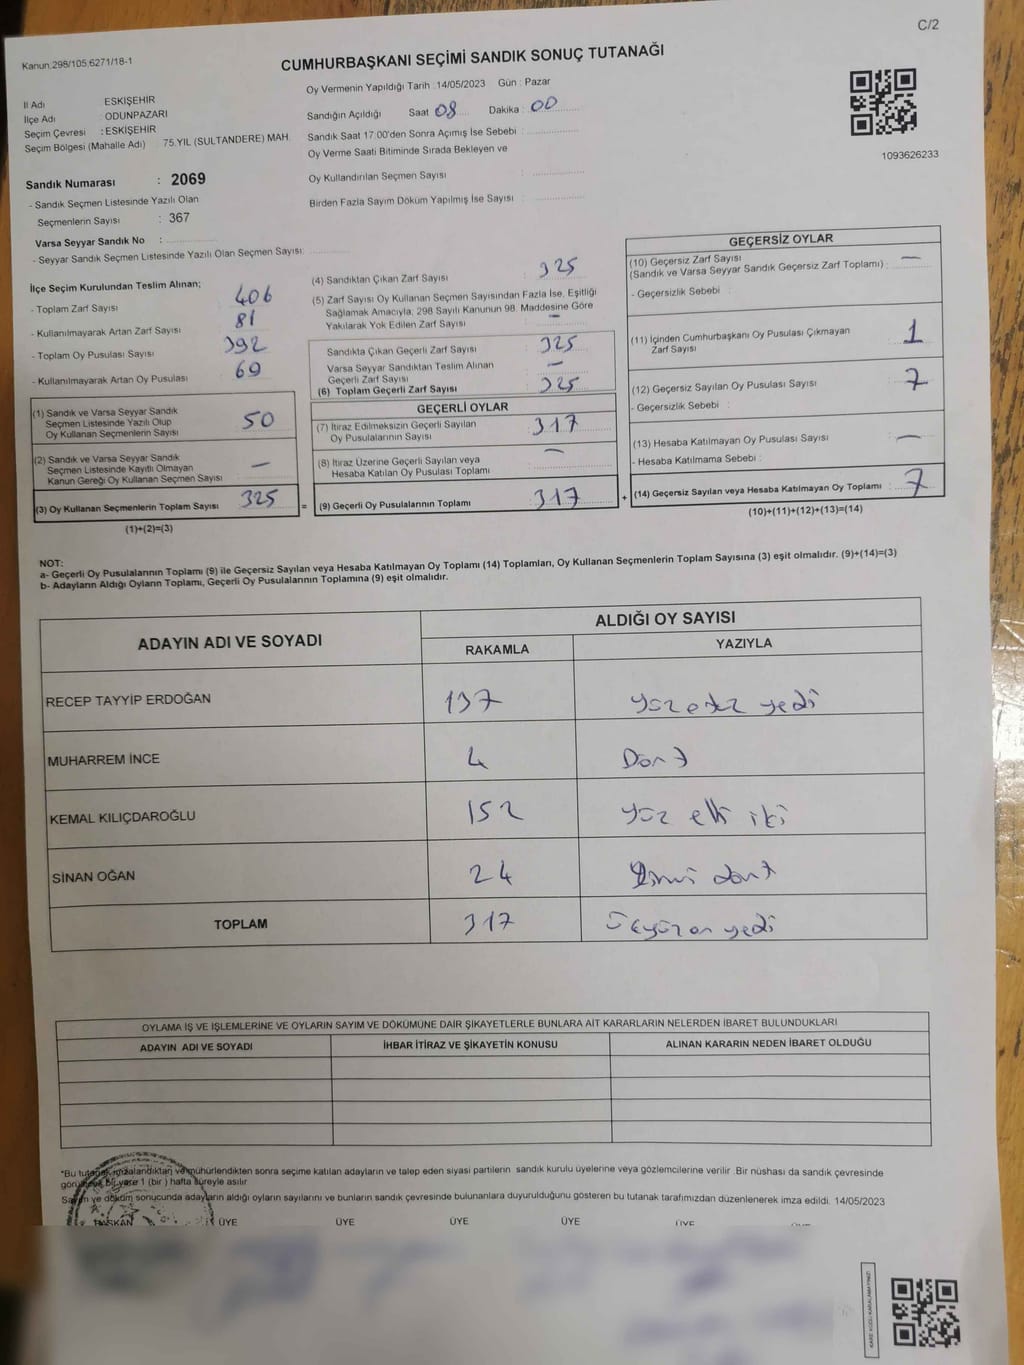 C/2
Kanun:298/105,6271/18-1
CUMHURBAŞKANI SEÇİMİ SANDIK SONUÇ TUTANAĞI
İl Adı ESKİŞEHİR
İlçe Adı : ODUNPAZARI
Seçim Çevresi : ESKİŞEHİR
Seçim Bölgesi (Mahalle Adı) : 75.YIL (SULTANDERE) MAH.
Oy Vermenin Yapıldığı Tarih :14/05/2023 Gün : Pazar
Sandığın Açıldığı Saat 08 Dakika : 00
Sandık Saat 17:00'den Sonra Açımış İse Sebebi :
Oy Verme Saati Bitiminde Sırada Bekleyen ve
Oy Kullandırılan Seçmen Sayısı :
Birden Fazla Sayım Döküm Yapılmış İse Sayısı :
1093626233
Sandık Numarası : 2069
- Sandık Seçmen Listesinde Yazılı Olan
Seçmenlerin Sayısı : 367
Varsa Seyyar Sandık No :
- Seyyar Sandık Seçmen Listesinde Yazılı Olan Seçmen Sayısı:
İlçe Seçim Kurulundan Teslim Alınan;
- Toplam Zarf Sayısı 406
- Kullanılmayarak Artan Zarf Sayısı 81
- Toplam Oy Pusulası Sayısı 392
- Kullanılmayarak Artan Oy Pusulası 69
(1) Sandık ve Varsa Seyyar Sandık
Seçmen Listesinde Yazılı Olup
Oy Kullanan Seçmenlerin Sayısı 50
(2) Sandık ve Varsa Seyyar Sandık
Seçmen Listesinde Kayıtlı Olmayan
Kanun Gereği Oy Kullanan Seçmen Sayısı —
(3) Oy Kullanan Seçmenlerin Toplam Sayısı 325
(1)+(2)=(3)
(4) Sandıktan Çıkan Zarf Sayısı 325
(5) Zarf Sayısı Oy Kullanan Seçmen Sayısından Fazla İse, Eşitliği
Sağlamak Amacıyla; 298 Sayılı Kanunun 98. Maddesine Göre
Yakılarak Yok Edilen Zarf Sayısı —
Sandıkta Çıkan Geçerli Zarf Sayısı 325
Varsa Seyyar Sandıktan Teslim Alınan
Geçerli Zarf Sayısı —
(6) Toplam Geçerli Zarf Sayısı 325
GEÇERLİ OYLAR
(7) İtiraz Edilmeksizin Geçerli Sayılan
Oy Pusulalarının Sayısı 317
(8) İtiraz Üzerine Geçerli Sayılan veya
Hesaba Katılan Oy Pusulası Toplamı —
= (9) Geçerli Oy Pusulalarının Toplamı 317 +
GEÇERSİZ OYLAR
(10) Geçersiz Zarf Sayısı
(Sandık ve Varsa Seyyar Sandık Geçersiz Zarf Toplamı) : —
- Geçersizlik Sebebi :
(11) İçinden Cumhurbaşkanı Oy Pusulası Çıkmayan
Zarf Sayısı 1
(12) Geçersiz Sayılan Oy Pusulası Sayısı : 7
- Geçersizlik Sebebi :
(13) Hesaba Katılmayan Oy Pusulası Sayısı : —
- Hesaba Katılmama Sebebi :
(14) Geçersiz Sayılan veya Hesaba Katılmayan Oy Toplamı : 7
(10)+(11)+(12)+(13)=(14)
NOT:
a- Geçerli Oy Pusulalarının Toplamı (9) ile Geçersiz Sayılan veya Hesaba Katılmayan Oy Toplamı (14) Toplamları, Oy Kullanan Seçmenlerin Toplam Sayısına (3) eşit olmalıdır. (9)+(14)=(3)
b- Adayların Aldığı Oyların Toplamı, Geçerli Oy Pusulalarının Toplamına (9) eşit olmalıdır.
ADAYIN ADI VE SOYADI ALDIĞI OY SAYISI
RAKAMLA YAZIYLA
RECEP TAYYİP ERDOĞAN 137 yedi
MUHARREM İNCE 4 Dört
KEMAL KILIÇDAROĞLU 152 yüz elli iki
SİNAN OĞAN 24 dört
TOPLAM 317 üçyüz on yedi
OYLAMA İŞ VE İŞLEMLERİNE VE OYLARIN SAYIM VE DÖKÜMÜNE DAİR ŞİKAYETLERLE BUNLARA AİT KARARLARIN NELERDEN İBARET BULUNDUKLARI
ADAYIN ADI VE SOYADI İHBAR İTİRAZ VE ŞİKAYETİN KONUSU ALINAN KARARIN NEDEN İBARET OLDUĞU
*Bu tutanak imzalandıktan ve mühürlendikten sonra seçime katılan adayların ve talep eden siyasi partilerin sandık kurulu üyelerine veya gözlemcilerine verilir. Bir nüshası da sandık çevresinde
bir yere 1 (bir ) hafta süreyle asılır
Sayım ve döküm sonucunda adayların aldığı oyların sayılarını ve bunların sandık çevresinde bulunanlara duyurulduğunu gösteren bu tutanak tarafımızdan düzenlenerek imza edildi. 14/05/2023
BAŞKAN ÜYE ÜYE ÜYE ÜYE ÜYE